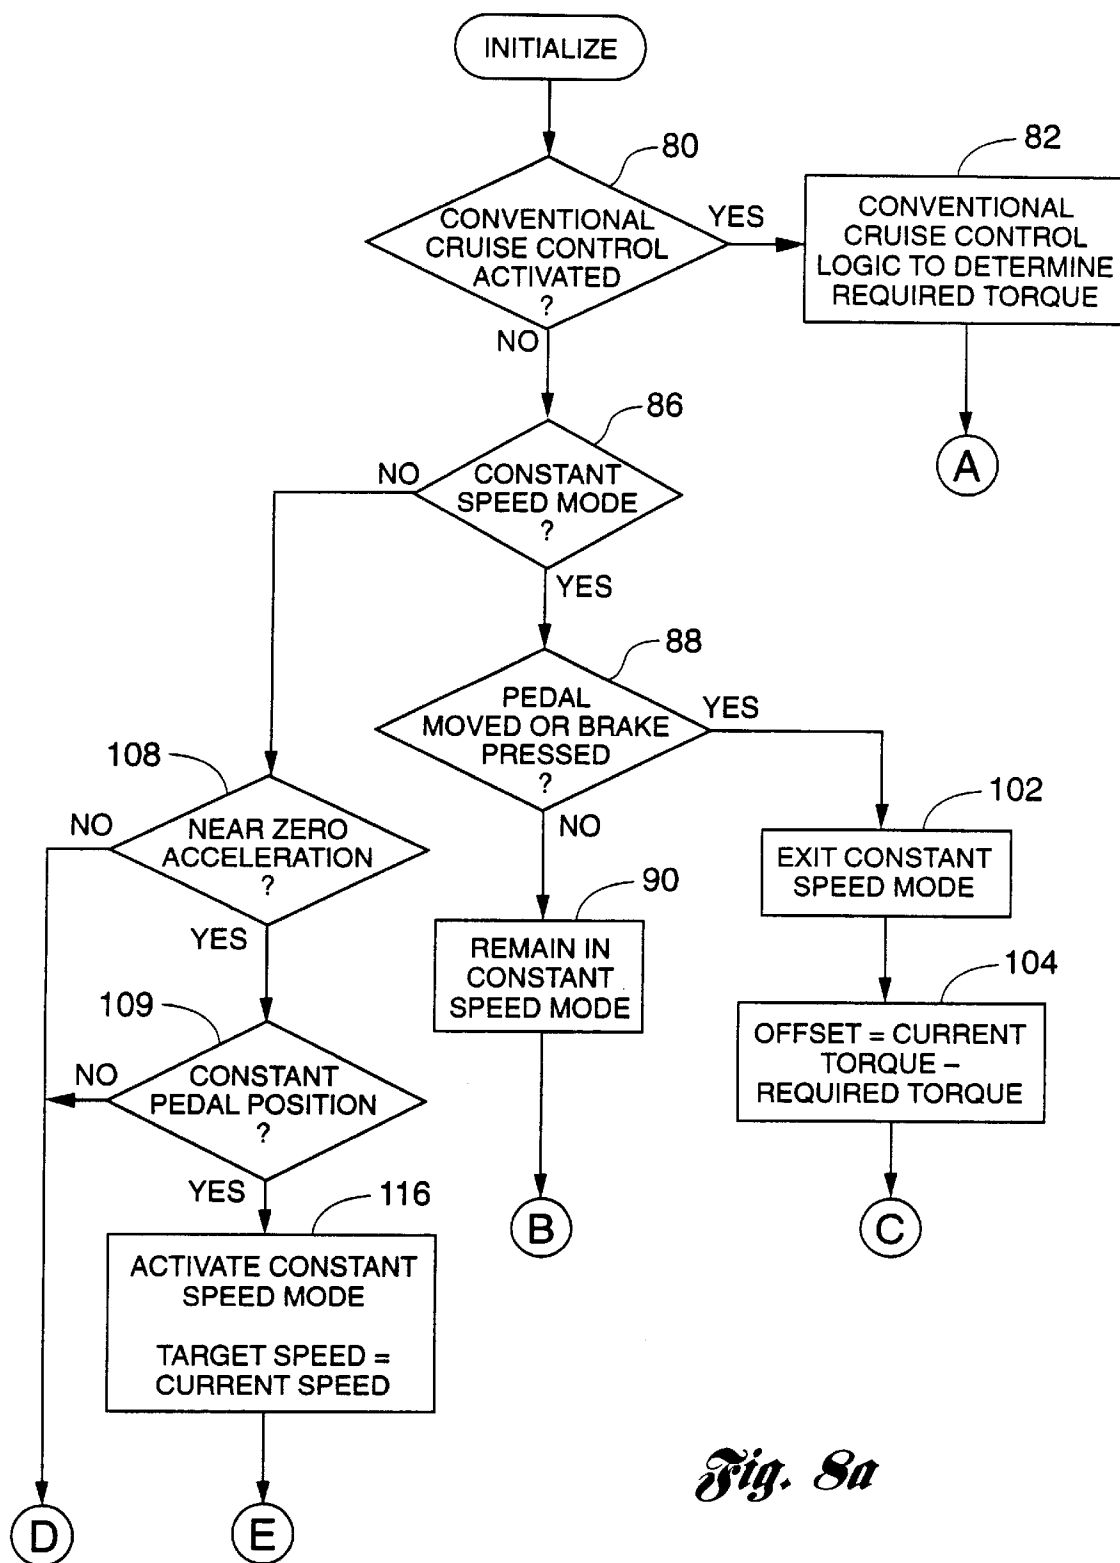 INITIALIZE
80
CONVENTIONAL
CRUISE CONTROL
ACTIVATED
?
YES
NO
82
CONVENTIONAL
CRUISE CONTROL
LOGIC TO DETERMINE
REQUIRED TORQUE
A
86
CONSTANT
SPEED MODE
?
NO
YES
88
PEDAL
MOVED OR BRAKE
PRESSED
?
YES
NO
108
NEAR ZERO
ACCELERATION
?
NO
YES
90
REMAIN IN
CONSTANT
SPEED MODE
102
EXIT CONSTANT
SPEED MODE
104
OFFSET = CURRENT
TORQUE –
REQUIRED TORQUE
109
CONSTANT
PEDAL POSITION
?
NO
YES
116
ACTIVATE CONSTANT
SPEED MODE
TARGET SPEED =
CURRENT SPEED
B
C
D
E
Fig. 8a